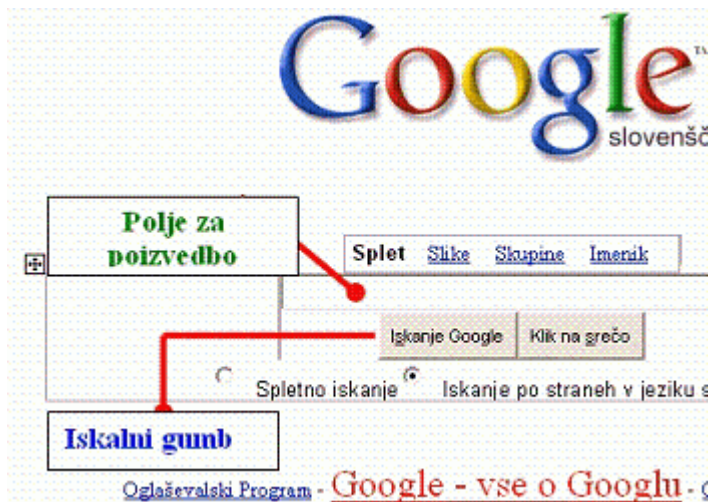 Google™
slovenšč
Polje za
poizvedbo
Splet Slike Skupine Imenik
Iskanje Google Klik na srečo
Spletno iskanje Iskanje po straneh v jeziku s
Iskalni gumb
Oglaševalski Program - Google - vse o Googlu -